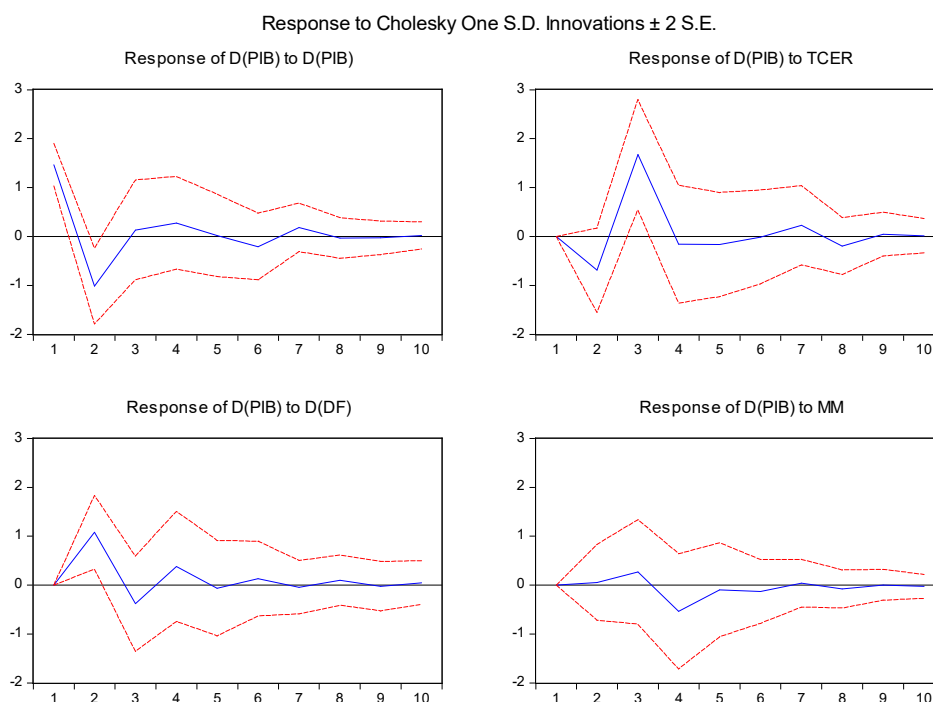 Response to Cholesky One S.D. Innovations ± 2 S.E.
Response of D(PIB) to D(PIB)
3
2
1
0
-1
-2
1 2 3 4 5 6 7 8 9 10
Response of D(PIB) to TCER
3
2
1
0
-1
-2
1 2 3 4 5 6 7 8 9 10
Response of D(PIB) to D(DF)
3
2
1
0
-1
-2
1 2 3 4 5 6 7 8 9 10
Response of D(PIB) to MM
3
2
1
0
-1
-2
1 2 3 4 5 6 7 8 9 10